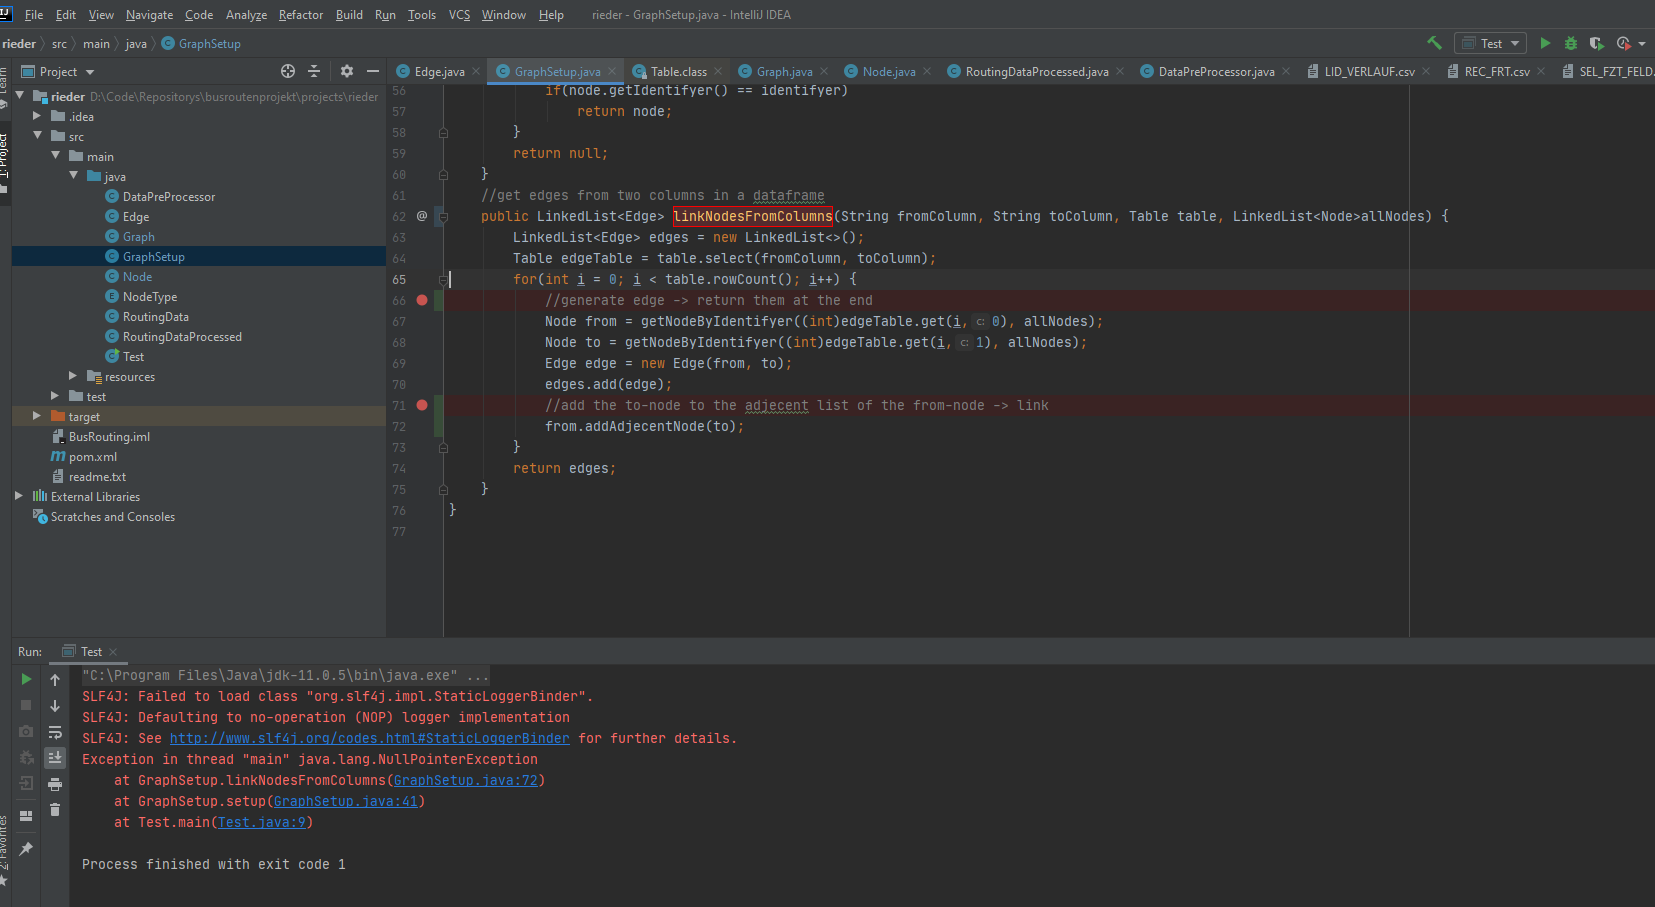 IJ File Edit View Navigate Code Analyze Refactor Build Run Tools VCS Window Help rieder - GraphSetup.java - IntelliJ IDEA
rieder src main java GraphSetup Test
Project
Edge.java GraphSetup.java Table.class Graph.java Node.java RoutingDataProcessed.java DataPreProcessor.java LID_VERLAUF.csv REC_FRT.csv SEL_FZT_FELD.
Learn
1: Project
2: Favorites
rieder D:\Code\Repositorys\busroutenprojekt\projects\rieder
.idea
src
main
java
DataPreProcessor
Edge
Graph
GraphSetup
Node
NodeType
RoutingData
RoutingDataProcessed
Test
resources
test
target
BusRouting.iml
pom.xml
readme.txt
External Libraries
Scratches and Consoles
56 if(node.getIdentifyer() == identifyer)
57 return node;
58 }
59 return null;
60 }
61 //get edges from two columns in a dataframe
62 @ public LinkedList<Edge> linkNodesFromColumns(String fromColumn, String toColumn, Table table, LinkedList<Node>allNodes) {
63 LinkedList<Edge> edges = new LinkedList<>();
64 Table edgeTable = table.select(fromColumn, toColumn);
65 for(int i = 0; i < table.rowCount(); i++) {
66 //generate edge -> return them at the end
67 Node from = getNodeByIdentifyer((int)edgeTable.get(i, c: 0), allNodes);
68 Node to = getNodeByIdentifyer((int)edgeTable.get(i, c: 1), allNodes);
69 Edge edge = new Edge(from, to);
70 edges.add(edge);
71 //add the to-node to the adjecent list of the from-node -> link
72 from.addAdjecentNode(to);
73 }
74 return edges;
75 }
76 }
77
Run: Test
"C:\Program Files\Java\jdk-11.0.5\bin\java.exe" ...
SLF4J: Failed to load class "org.slf4j.impl.StaticLoggerBinder".
SLF4J: Defaulting to no-operation (NOP) logger implementation
SLF4J: See http://www.slf4j.org/codes.html#StaticLoggerBinder for further details.
Exception in thread "main" java.lang.NullPointerException
at GraphSetup.linkNodesFromColumns(GraphSetup.java:72)
at GraphSetup.setup(GraphSetup.java:41)
at Test.main(Test.java:9)
Process finished with exit code 1